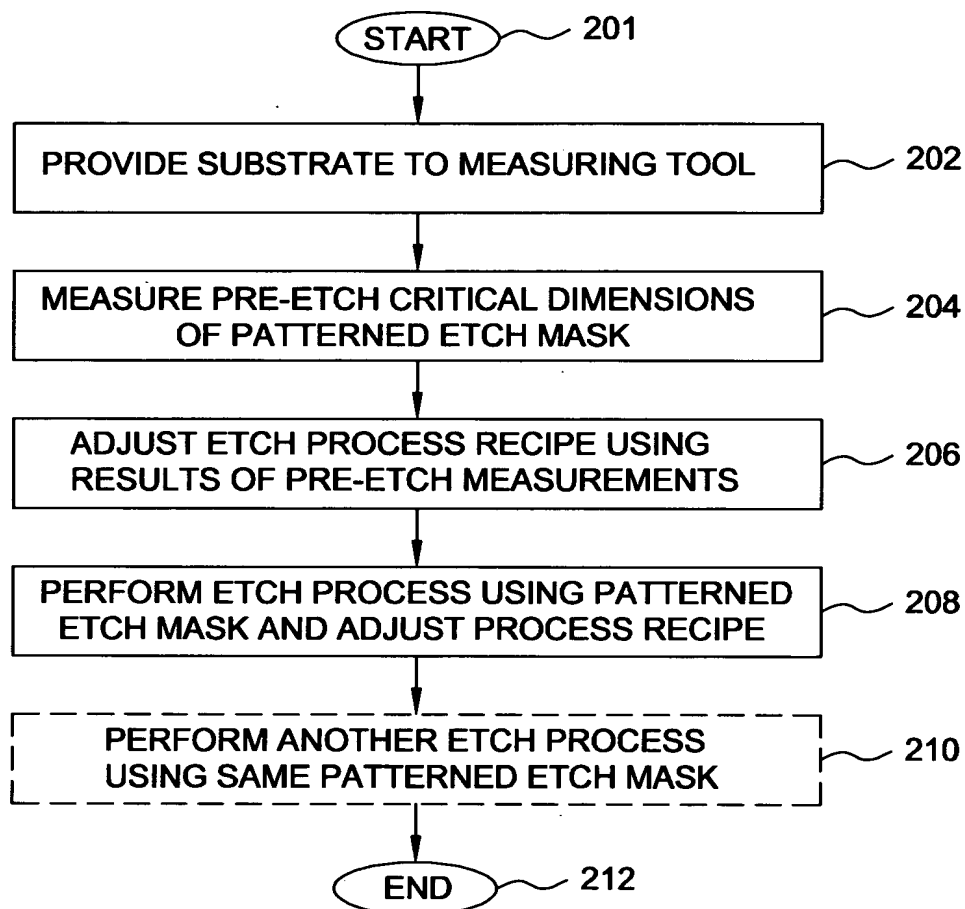 START
201
PROVIDE SUBSTRATE TO MEASURING TOOL
202
MEASURE PRE-ETCH CRITICAL DIMENSIONS
OF PATTERNED ETCH MASK
204
ADJUST ETCH PROCESS RECIPE USING
RESULTS OF PRE-ETCH MEASUREMENTS
206
PERFORM ETCH PROCESS USING PATTERNED
ETCH MASK AND ADJUST PROCESS RECIPE
208
PERFORM ANOTHER ETCH PROCESS
USING SAME PATTERNED ETCH MASK
210
END
212